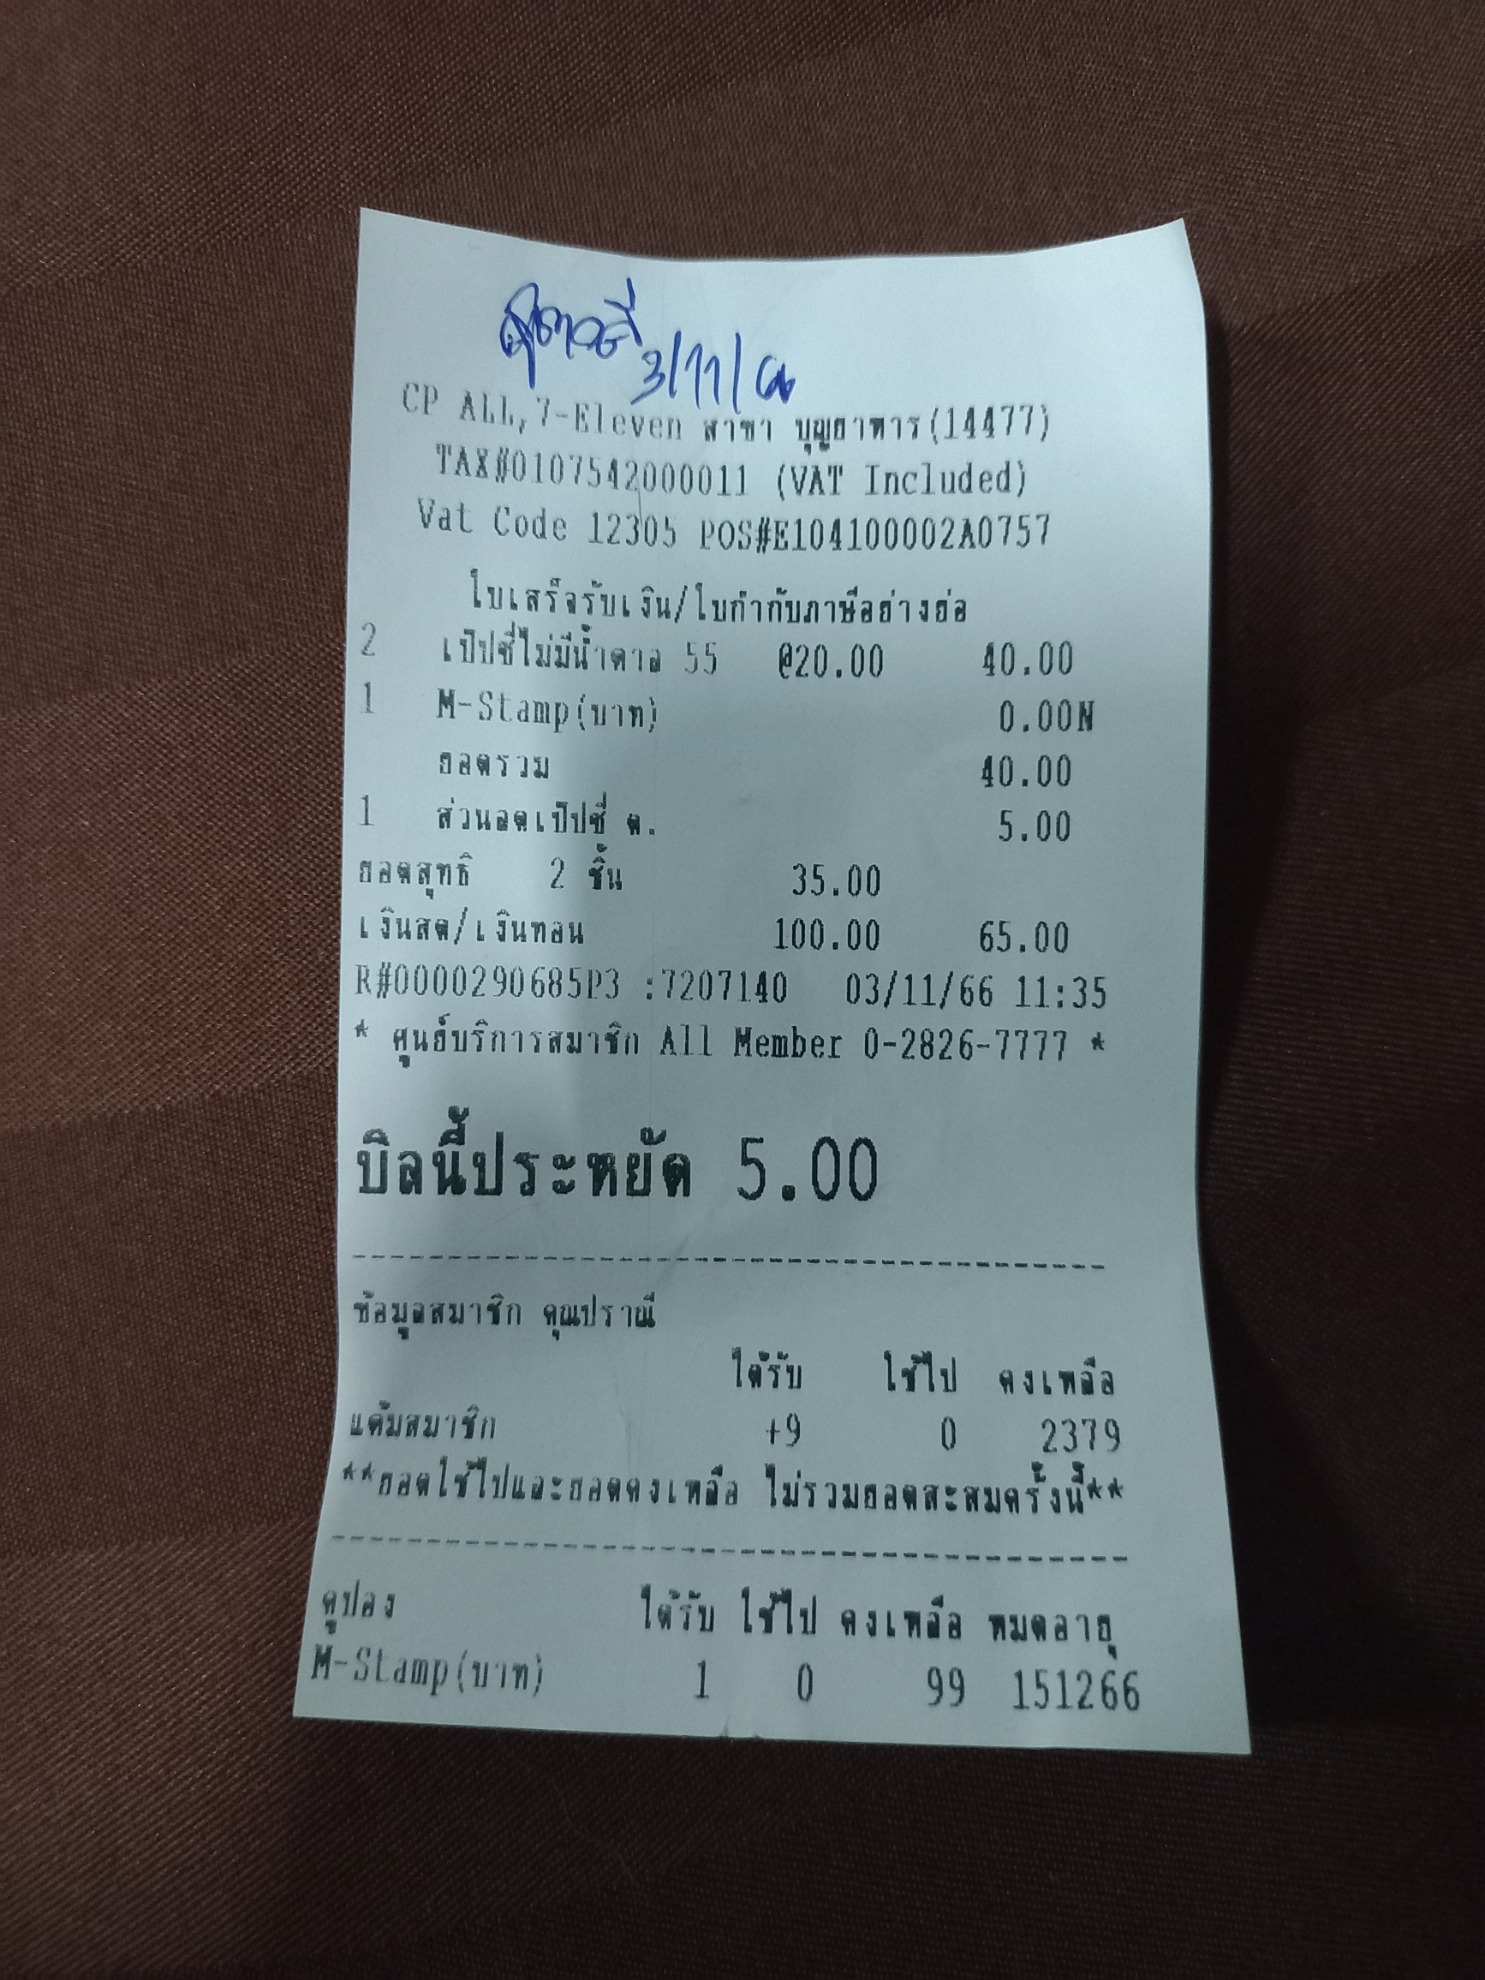 3/11/66
CP ALL,7-Eleven สาขา บุญอาหาร(14477)
TAX#0107542000011 (VAT Included)
Vat Code 12305 POS#E104100002A0757
ใบเสร็จรับเงิน/ใบกำกับภาษีอย่างย่อ
2 เป๊ปซี่ไม่มีน้ำตาล 55 @20.00 40.00
1 M-Stamp(บาท) 0.00N
ยอดรวม 40.00
1 ส่วนลดเป๊ปซี่ ต. 5.00
ยอดสุทธิ 2 ชิ้น 35.00
เงินสด/เงินทอน 100.00 65.00
R#0000290685P3 :7207140 03/11/66 11:35
* ศูนย์บริการสมาชิก All Member 0-2826-7777 *
บิลนี้ประหยัด 5.00
ข้อมูลสมาชิก คุณปราณี
ได้รับ ใช้ไป คงเหลือ
แต้มสมาชิก +9 0 2379
**ยอดใช้ไปและยอดคงเหลือ ไม่รวมยอดสะสมครั้งนี้**
คูปอง ได้รับ ใช้ไป คงเหลือ หมดอายุ
M-Stamp(บาท) 1 0 99 151266